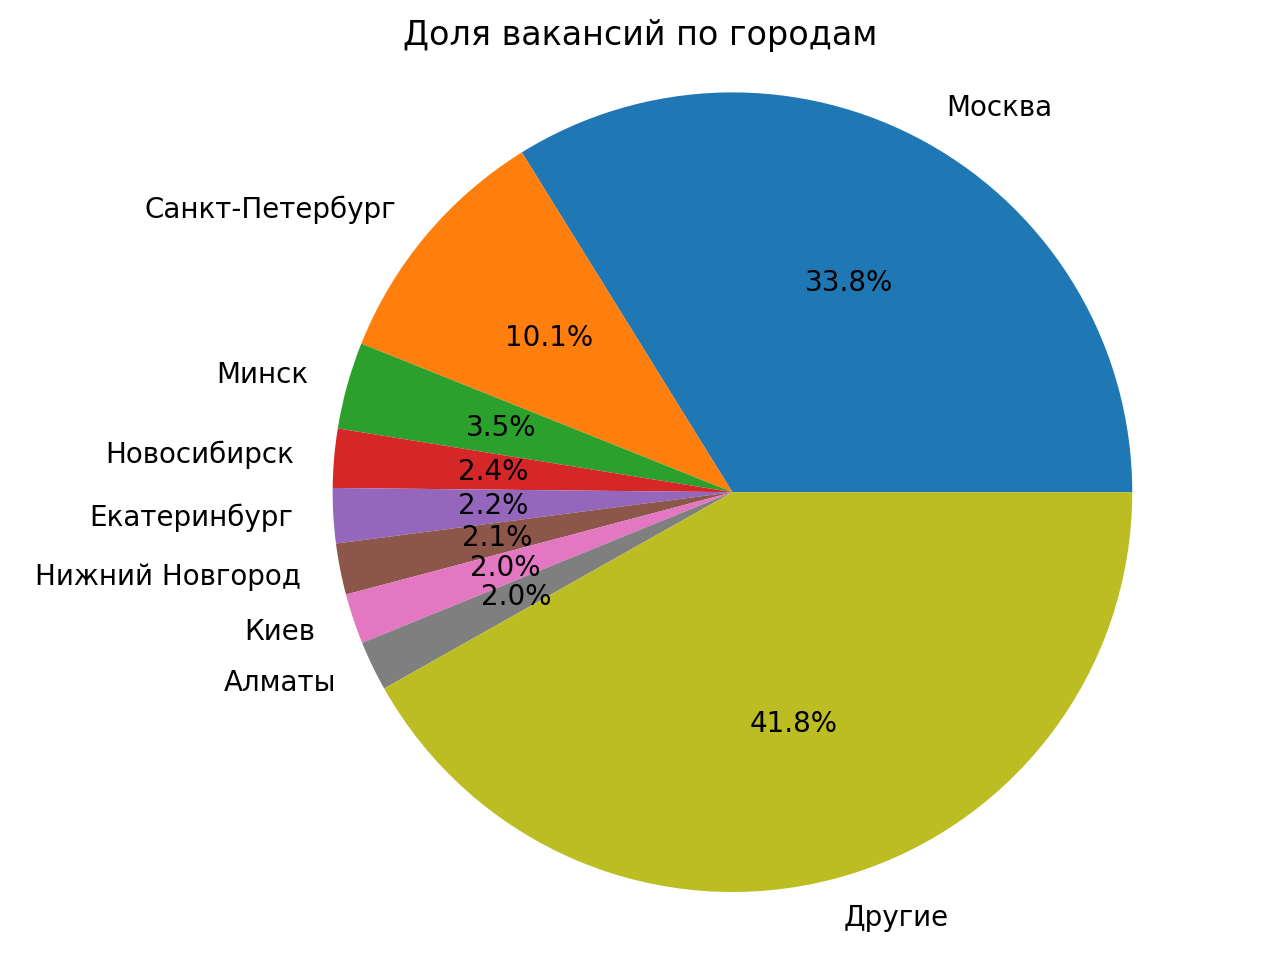 Доля вакансий по городам
Москва
33.8%
Санкт-Петербург
10.1%
Минск
3.5%
Новосибирск
2.4%
Екатеринбург
2.2%
Нижний Новгород
2.1%
Киев
2.0%
Алматы
2.0%
Другие
41.8%